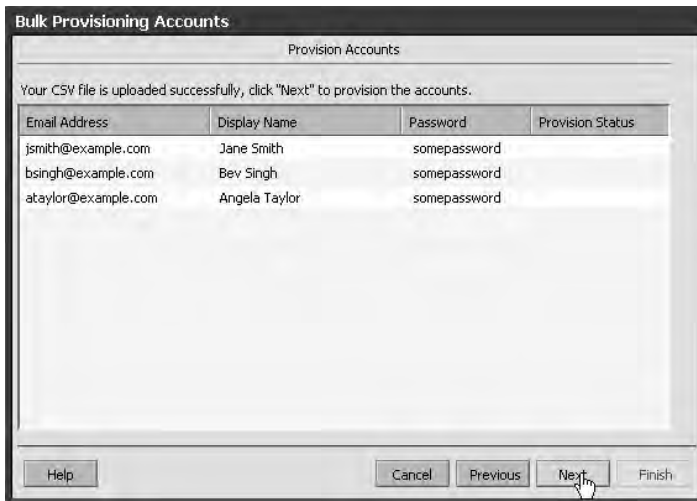 Bulk Provisioning Accounts
Provision Accounts
Your CSV file is uploaded successfully, click "Next" to provision the accounts.
Email Address Display Name Password Provision Status
jsmith@example.com Jane Smith somepassword
bsingh@example.com Bev Singh somepassword
ataylor@example.com Angela Taylor somepassword
Help Cancel Previous Next Finish